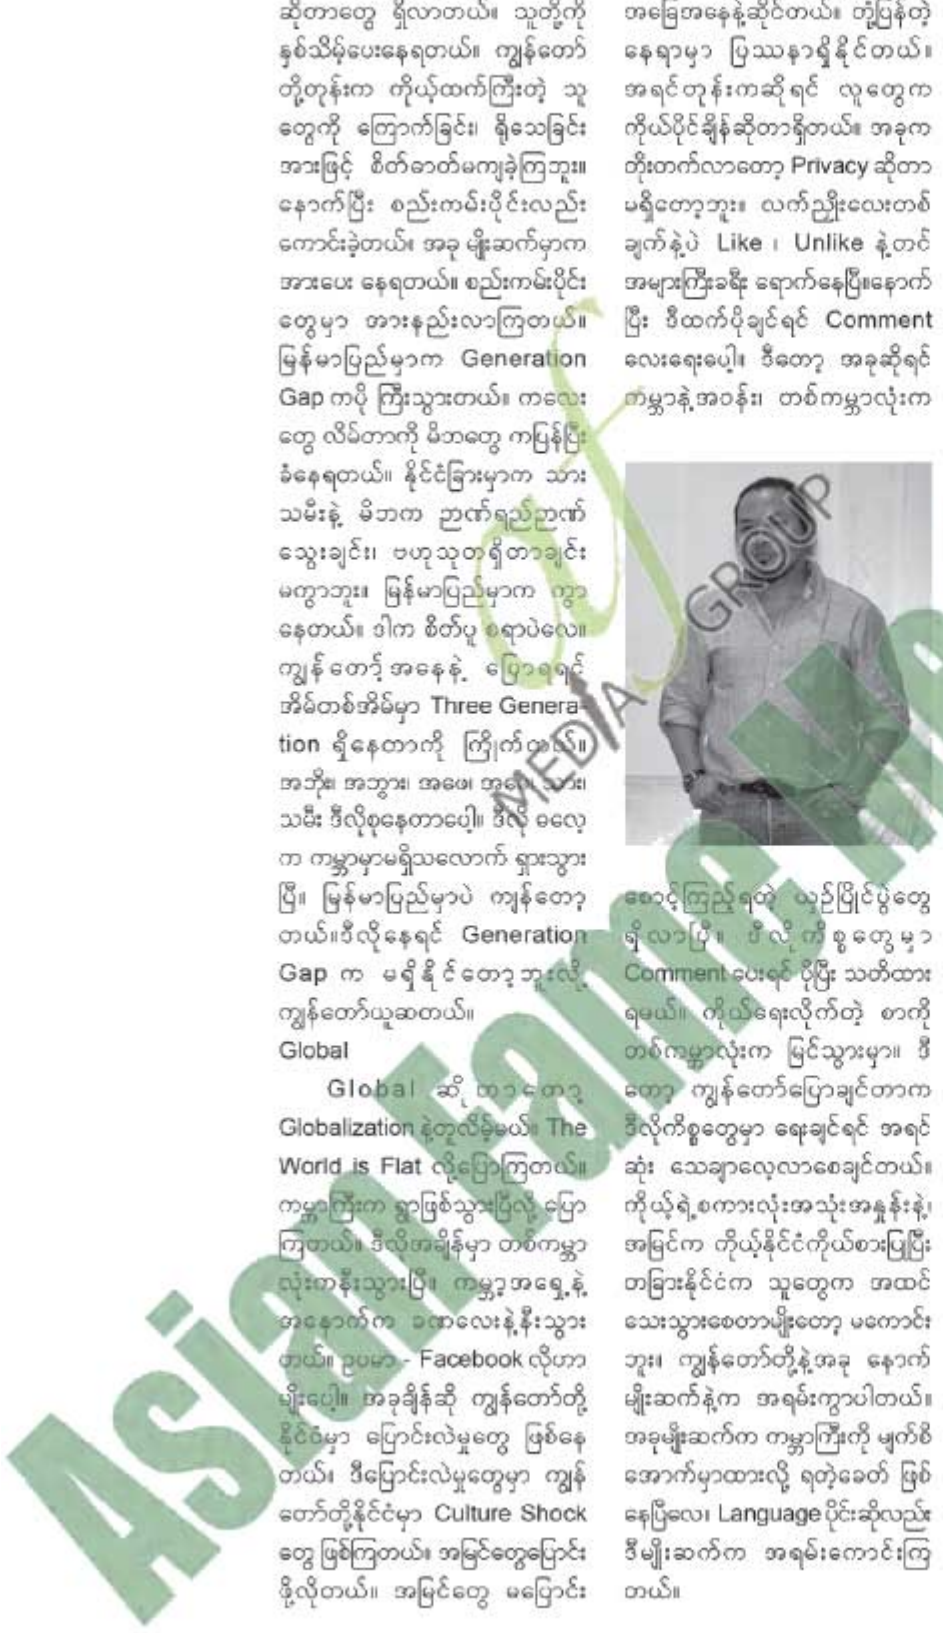 ဆိုတာတွေ ရှိလာတယ်။ သူတို့ကို
နှစ်သိမ့်ပေးနေရတယ်။ ကျွန်တော်
တို့တုန်းက ကိုယ့်ထက်ကြီးတဲ့ သူ
တွေကို ကြောက်ခြင်း၊ ရိုသေခြင်း
အားဖြင့် စိတ်ဓာတ်မကျခဲ့ကြဘူး။
နောက်ပြီး စည်းကမ်းပိုင်းလည်း
ကောင်းခဲ့တယ်။ အခု မျိုးဆက်မှာက
အားပေး နေရတယ်။ စည်းကမ်းပိုင်း
တွေမှာ အားနည်းလာကြတယ်။
မြန်မာပြည်မှာက Generation
Gap ကပို ကြီးသွားတယ်။ ကလေး
တွေ လိမ်တာကို မိဘတွေ ကပြန်ပြီး
ခံနေရတယ်။ နိုင်ငံခြားမှာက သား
သမီးနဲ့ မိဘက ဉာဏ်ရည်ဉာဏ်
သွေးချင်း၊ ဗဟုသုတရှိတာချင်း
မကွာဘူး။ မြန်မာပြည်မှာက ကွာ
နေတယ်။ ဒါက စိတ်ပူ စရာပဲလေ။
ကျွန်တော့်အနေနဲ့ ပြောရရင်
အိမ်တစ်အိမ်မှာ Three Genera-
tion ရှိနေတာကို ကြိုက်တယ်။
အဘိုး၊ အဘွား၊ အဖေ၊ အမေ၊ သား၊
သမီး ဒီလိုစုနေတာပေါ့။ ဒီလို ဓလေ့
က ကမ္ဘာမှာမရှိသလောက် ရှားသွား
ပြီ။ မြန်မာပြည်မှာပဲ ကျန်တော့
တယ်။ဒီလိုနေရင် Generation
Gap က မရှိနိုင်တော့ဘူးလို့
ကျွန်တော်ယူဆတယ်။
Global
Global ဆိုတာတော့
Globalization နဲ့တူလိမ့်မယ်။ The
World is Flat လို့ပြောကြတယ်။
ကမ္ဘာကြီးက ရွာဖြစ်သွားပြီလို့ ပြော
ကြတယ်။ ဒီလိုအချိန်မှာ တစ်ကမ္ဘာ
လုံးကနီးသွားပြီ။ ကမ္ဘာ့အရှေ့နဲ့
အနောက်က ခဏလေးနဲ့နီးသွား
တယ်။ ဥပမာ - Facebook လိုဟာ
မျိုးပေါ့။ အခုချိန်ဆို ကျွန်တော်တို့
နိုင်ငံမှာ ပြောင်းလဲမှုတွေ ဖြစ်နေ
တယ်။ ဒီပြောင်းလဲမှုတွေမှာ ကျွန်
တော်တို့နိုင်ငံမှာ Culture Shock
တွေ ဖြစ်ကြတယ်။ အမြင်တွေပြောင်း
ဖို့လိုတယ်။ အမြင်တွေ မပြောင်း
အခြေအနေနဲ့ဆိုင်တယ်။ တုံ့ပြန်တဲ့
နေရာမှာ ပြဿနာရှိနိုင်တယ်။
အရင်တုန်းကဆိုရင် လူတွေက
ကိုယ်ပိုင်ချိန်ဆိုတာရှိတယ်။ အခုက
တိုးတက်လာတော့ Privacy ဆိုတာ
မရှိတော့ဘူး။ လက်ညှိုးလေးတစ်
ချက်နဲ့ပဲ Like ၊ Unlike နဲ့တင်
အများကြီးခရီး ရောက်နေပြီ။နောက်
ပြီး ဒီထက်ပိုချင်ရင် Comment
လေးရေးပေါ့။ ဒီတော့ အခုဆိုရင်
ကမ္ဘာနဲ့အဝန်း၊ တစ်ကမ္ဘာလုံးက
စောင့်ကြည့်ရတဲ့ ယှဉ်ပြိုင်ပွဲတွေ
ရှိလာပြီ။ ဒီလိုကိစ္စတွေမှာ
Comment ပေးရင် ပိုပြီး သတိထား
ရမယ်။ ကိုယ်ရေးလိုက်တဲ့ စာကို
တစ်ကမ္ဘာလုံးက မြင်သွားမှာ။ ဒီ
တော့ ကျွန်တော်ပြောချင်တာက
ဒီလိုကိစ္စတွေမှာ ရေးချင်ရင် အရင်
ဆုံး သေချာလေ့လာစေချင်တယ်။
ကိုယ့်ရဲ့စကားလုံးအသုံးအနှုန်းနဲ့၊
အမြင်က ကိုယ့်နိုင်ငံကိုယ်စားပြုပြီး
တခြားနိုင်ငံက သူတွေက အထင်
သေးသွားစေတာမျိုးတော့ မကောင်း
ဘူး။ ကျွန်တော်တို့နဲ့အခု နောက်
မျိုးဆက်နဲ့က အရမ်းကွာပါတယ်။
အခုမျိုးဆက်က ကမ္ဘာကြီးကို မျက်စိ
အောက်မှာထားလို့ ရတဲ့ခေတ် ဖြစ်
နေပြီလေ၊ Language ပိုင်းဆိုလည်း
ဒီမျိုးဆက်က အရမ်းကောင်းကြ
တယ်။
af
MEDIA GROUP
Asian Fame